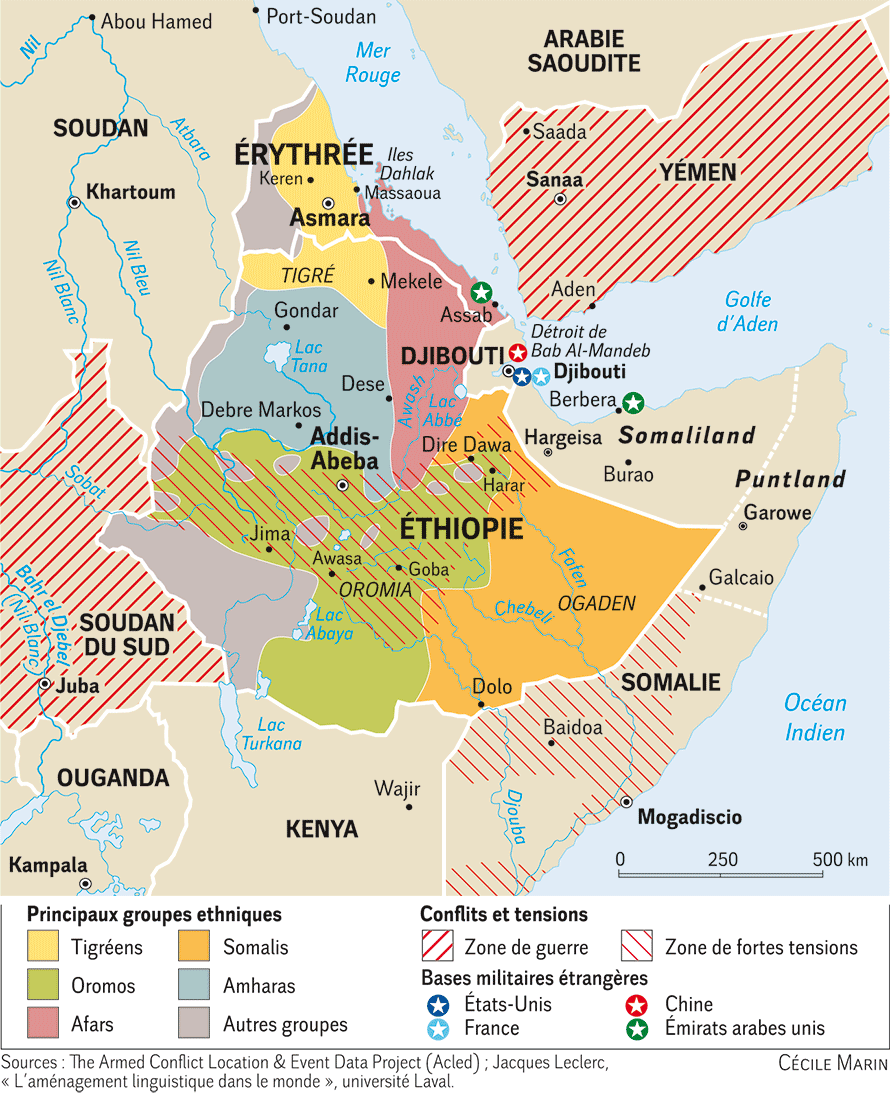 Abou Hamed
Port-Soudan
Nil
Mer
Rouge
ARABIE
SAOUDITE
SOUDAN
Atbara
Saada
ÉRYTHRÉE
Iles
Dahlak
YÉMEN
Keren
Massaoua
Sanaa
Khartoum
Asmara
Nil Blanc
Nil Bleu
TIGRÉ
Mekele
Aden
Golfe
d’Aden
Gondar
Assab
Détroit de
Bab Al-Mandeb
Lac
Tana
DJIBOUTI
Djibouti
Dese
Awash
Lac
Abbé
Berbera
Debre Markos
Addis-
Abeba
Dire Dawa
Hargeisa
Somaliland
Burao
Sobat
Harar
Puntland
Garowe
ÉTHIOPIE
Jima
Awasa
Goba
Fafen
Galcaio
OROMIA
Chebeli
OGADEN
Bahr el Djebel
(Nil Blanc)
SOUDAN
DU SUD
Lac
Abaya
Juba
Dolo
SOMALIE
Océan
Indien
Lac
Turkana
Baidoa
OUGANDA
Wajir
Djouba
KENYA
Mogadiscio
Kampala
0 250 500 km
Principaux groupes ethniques
Tigréens
Somalis
Oromos
Amharas
Afars
Autres groupes
Conflits et tensions
Zone de guerre
Zone de fortes tensions
Bases militaires étrangères
États-Unis
Chine
France
Émirats arabes unis
Sources : The Armed Conflict Location & Event Data Project (Acled) ; Jacques Leclerc,
« L’aménagement linguistique dans le monde », université Laval.
CÉCILE MARIN